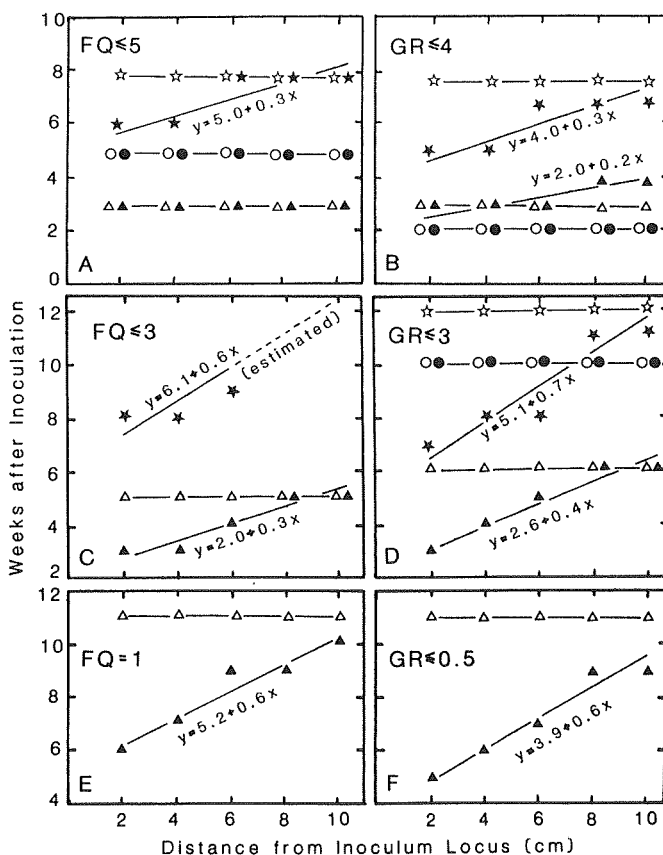 FQ≤5
y=5.0+0.3x
A
GR≤4
y=4.0+0.3x
y=2.0+0.2x
B
10
8
6
4
2
0
FQ≤3
y=6.1+0.6x
(estimated)
y=2.0+0.3x
C
GR≤3
y=5.1+0.7x
y=2.6+0.4x
D
12
10
8
6
4
2
Weeks after Inoculation
FQ=1
y=5.2+0.6x
E
GR≤0.5
y=3.9+0.6x
F
12
10
8
6
4
2 4 6 8 10 2 4 6 8 10
Distance from Inoculum Locus (cm)